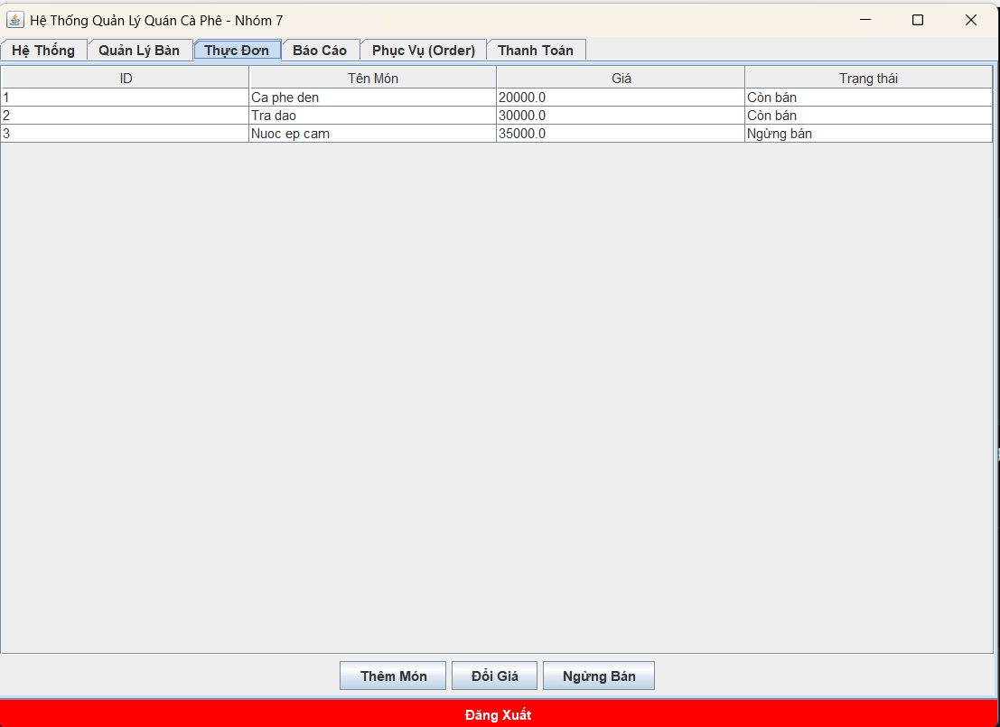 Hệ Thống Quản Lý Quán Cà Phê - Nhóm 7
Hệ Thống Quản Lý Bàn Thực Đơn Báo Cáo Phục Vụ (Order) Thanh Toán
ID Tên Món Giá Trạng thái
1 Ca phe den 20000.0 Còn bán
2 Tra dao 30000.0 Còn bán
3 Nuoc ep cam 35000.0 Ngừng bán
Thêm Món Đổi Giá Ngừng Bán
Đăng Xuất